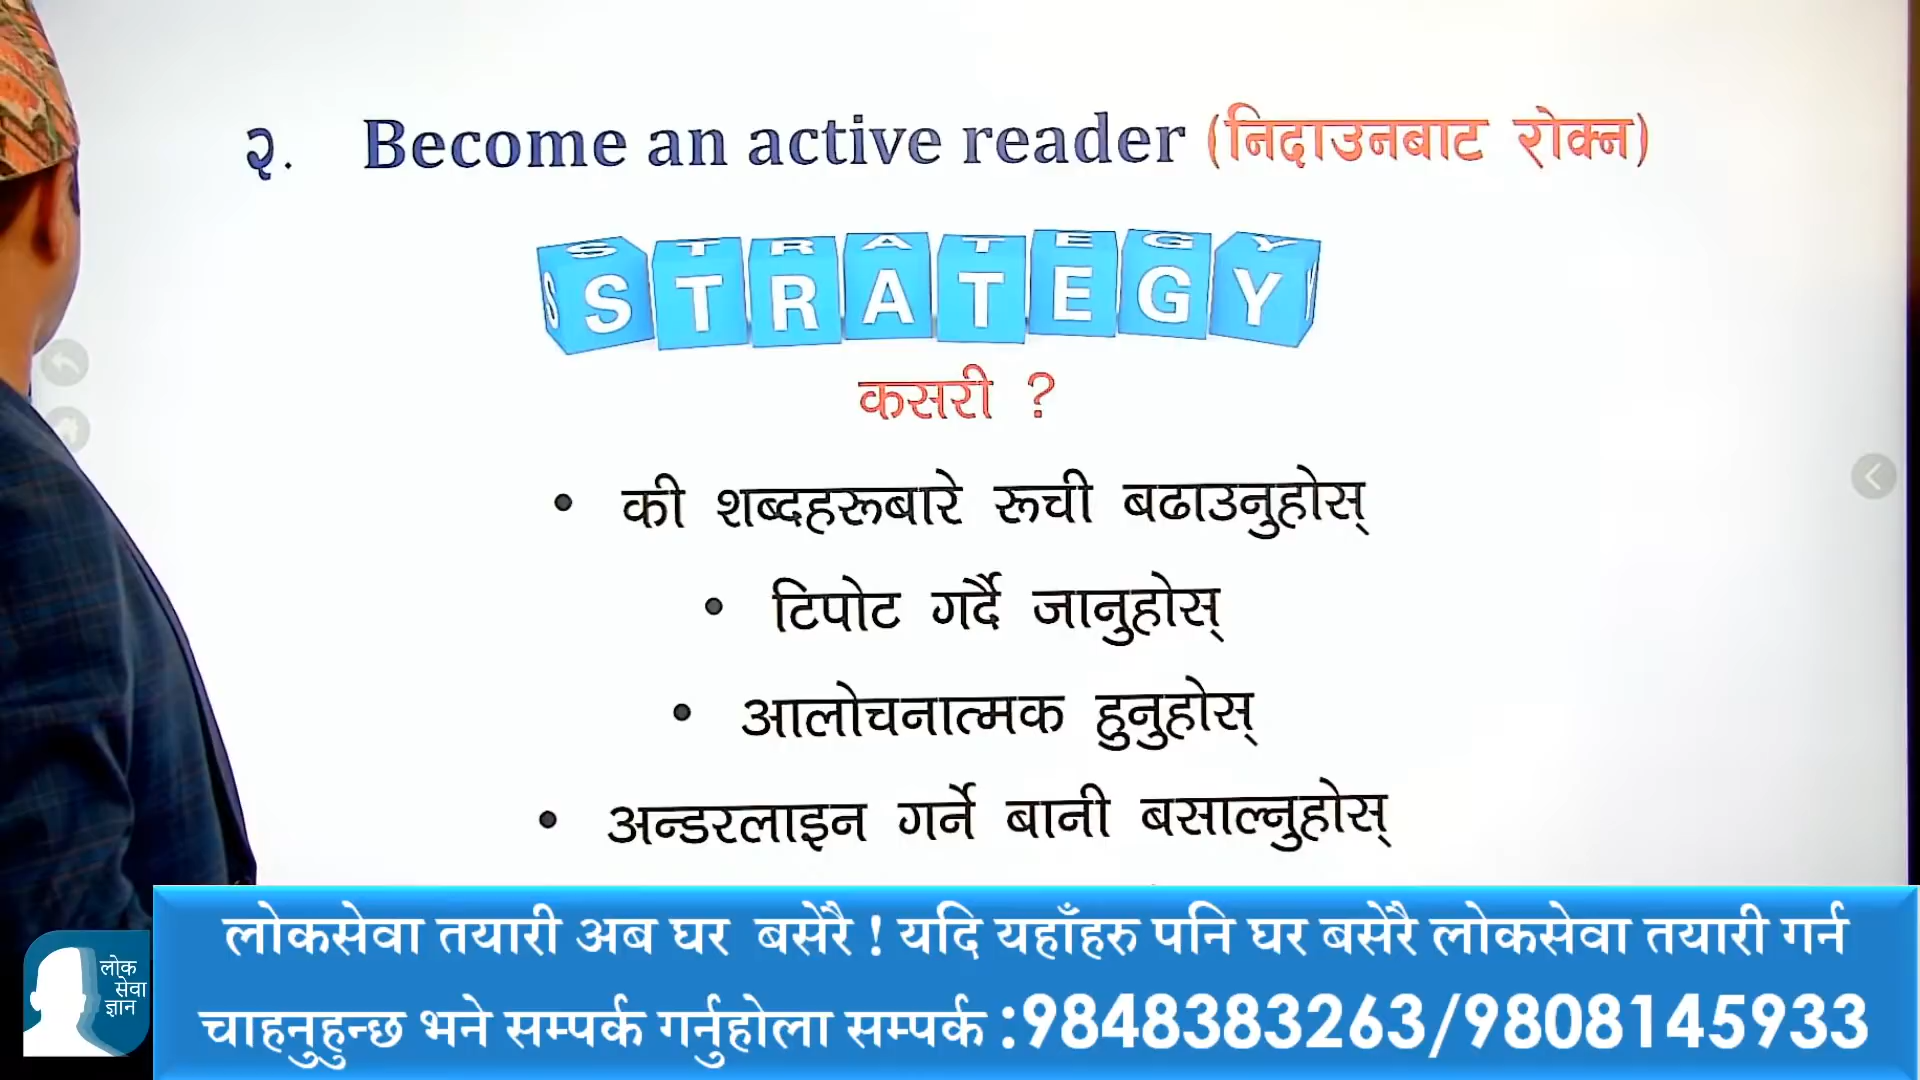 २. Become an active reader (निदाउनबाट रोक्न)
STRATEGY
कसरी ?
• की शब्दहरूबारे रूची बढाउनुहोस्
• टिपोट गर्दै जानुहोस्
• आलोचनात्मक हुनुहोस्
• अन्डरलाइन गर्ने बानी बसाल्नुहोस्
लोकसेवा तयारी अब घर बसेरै ! यदि यहाँहरु पनि घर बसेरै लोकसेवा तयारी गर्न
चाहनुहुन्छ भने सम्पर्क गर्नुहोला सम्पर्क :9848383263/9808145933
लोक
सेवा
ज्ञान